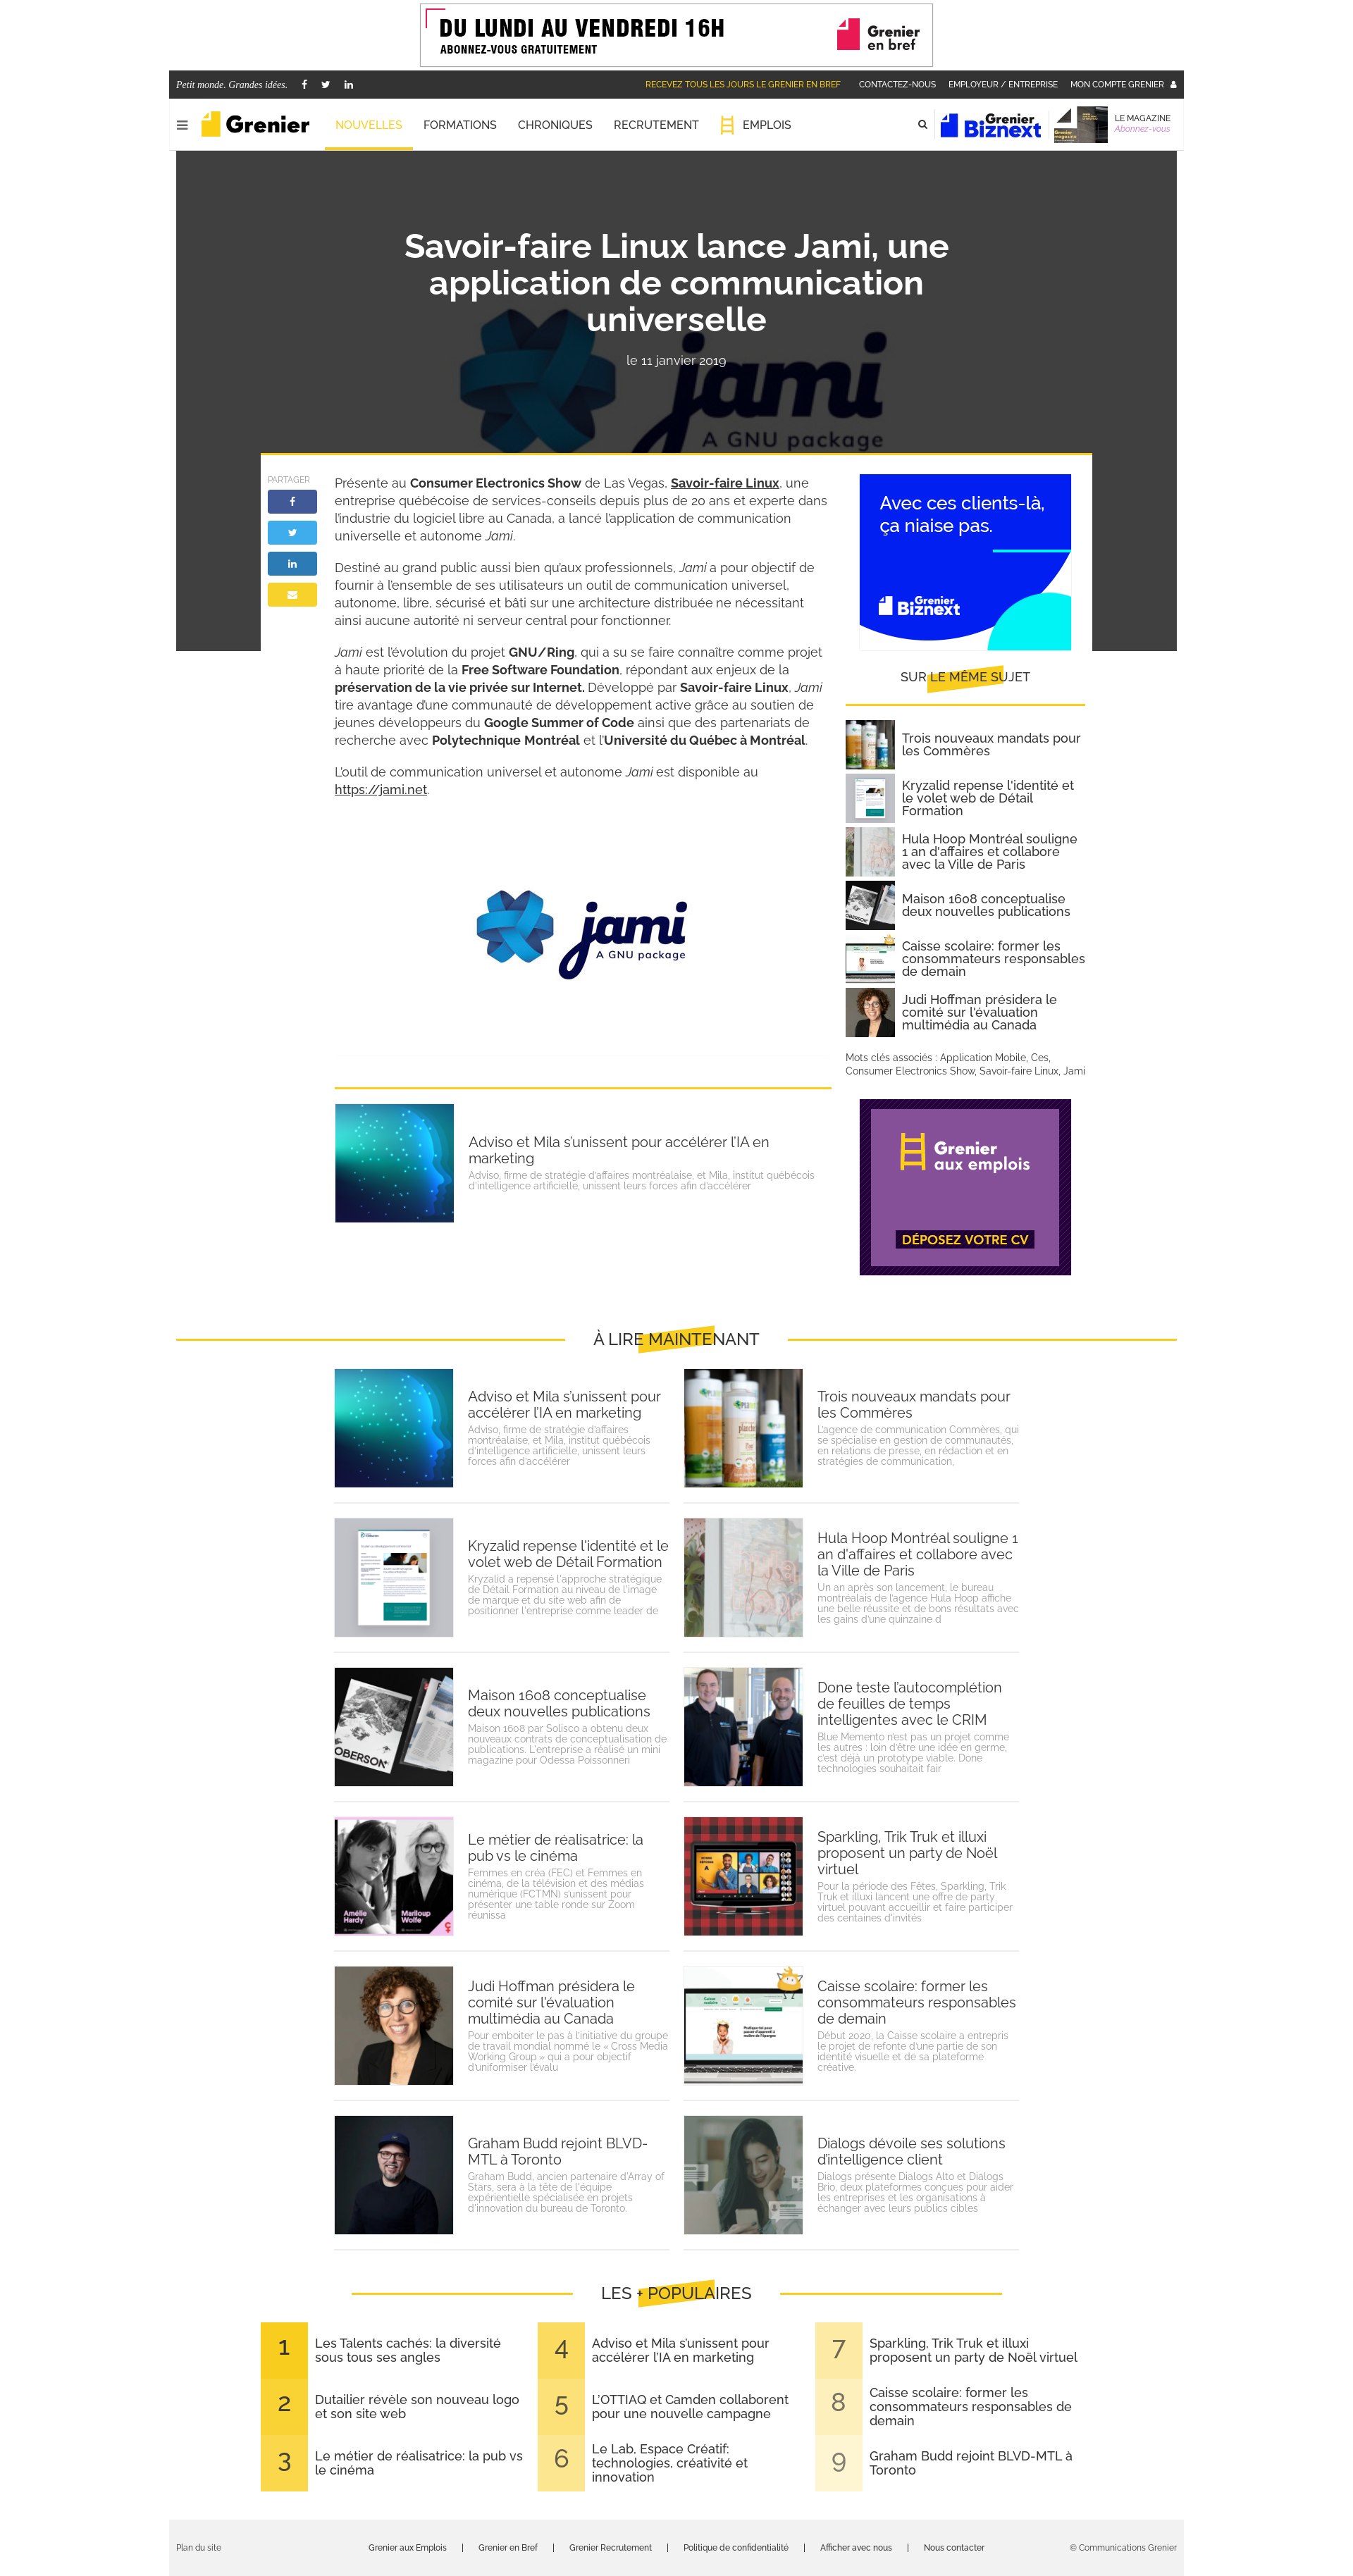 DU LUNDI AU VENDREDI 16H
ABONNEZ-VOUS GRATUITEMENT
Grenier
en bref
Petit monde. Grandes idées.
RECEVEZ TOUS LES JOURS LE GRENIER EN BREF
CONTACTEZ-NOUS
EMPLOYEUR / ENTREPRISE
MON COMPTE GRENIER
Grenier
NOUVELLES
FORMATIONS
CHRONIQUES
RECRUTEMENT
EMPLOIS
Grenier
Biznext
LE MAGAZINE
Abonnez-vous
Savoir-faire Linux lance Jami, une
application de communication
universelle
le 11 janvier 2019
jami
A GNU package
PARTAGER
Présente au Consumer Electronics Show de Las Vegas, Savoir-faire Linux, une
entreprise québécoise de services-conseils depuis plus de 20 ans et experte dans
l’industrie du logiciel libre au Canada, a lancé l’application de communication
universelle et autonome Jami.
Destiné au grand public aussi bien qu’aux professionnels, Jami a pour objectif de
fournir à l’ensemble de ses utilisateurs un outil de communication universel,
autonome, libre, sécurisé et bâti sur une architecture distribuée ne nécessitant
ainsi aucune autorité ni serveur central pour fonctionner.
Jami est l’évolution du projet GNU/Ring, qui a su se faire connaître comme projet
à haute priorité de la Free Software Foundation, répondant aux enjeux de la
préservation de la vie privée sur Internet. Développé par Savoir-faire Linux, Jami
tire avantage d’une communauté de développement active grâce au soutien de
jeunes développeurs du Google Summer of Code ainsi que des partenariats de
recherche avec Polytechnique Montréal et l’Université du Québec à Montréal.
L’outil de communication universel et autonome Jami est disponible au
https://jami.net.
jami
A GNU package
Adviso et Mila s’unissent pour accélérer l’IA en
marketing
Adviso, firme de stratégie d’affaires montréalaise, et Mila, institut québécois
d’intelligence artificielle, unissent leurs forces afin d’accélérer
Avec ces clients-là,
ça niaise pas.
Grenier
Biznext
SUR LE MÊME SUJET
Trois nouveaux mandats pour
les Commères
Kryzalid repense l'identité et
le volet web de Détail
Formation
Hula Hoop Montréal souligne
1 an d'affaires et collabore
avec la Ville de Paris
Maison 1608 conceptualise
deux nouvelles publications
Caisse scolaire: former les
consommateurs responsables
de demain
Judi Hoffman présidera le
comité sur l'évaluation
multimédia au Canada
Mots clés associés : Application Mobile, Ces,
Consumer Electronics Show, Savoir-faire Linux, Jami
Grenier
aux emplois
DÉPOSEZ VOTRE CV
À LIRE MAINTENANT
Adviso et Mila s’unissent pour
accélérer l’IA en marketing
Adviso, firme de stratégie d’affaires
montréalaise, et Mila, institut québécois
d’intelligence artificielle, unissent leurs
forces afin d’accélérer
Trois nouveaux mandats pour
les Commères
L’agence de communication Commères, qui
se spécialise en gestion de communautés,
en relations de presse, en rédaction et en
stratégies de communication,
Kryzalid repense l'identité et le
volet web de Détail Formation
Kryzalid a repensé l'approche stratégique
de Détail Formation au niveau de l'image
de marque et du site web afin de
positionner l'entreprise comme leader de
Hula Hoop Montréal souligne 1
an d'affaires et collabore avec
la Ville de Paris
Un an après son lancement, le bureau
montréalais de l’agence Hula Hoop affiche
une belle réussite et de bons résultats avec
les gains d’une quinzaine d
OBERSON
Maison 1608 conceptualise
deux nouvelles publications
Maison 1608 par Solisco a obtenu deux
nouveaux contrats de conceptualisation de
publications. L'entreprise a réalisé un mini
magazine pour Odessa Poissonneri
Done teste l’autocomplétion
de feuilles de temps
intelligentes avec le CRIM
Blue Memento n’est pas un projet comme
les autres : loin d’être une idée en germe,
c’est déjà un prototype viable. Done
technologies souhaitait fair
Amélie
Hardy
Mariloup
Wolfe
Le métier de réalisatrice: la
pub vs le cinéma
Femmes en créa (FEC) et Femmes en
cinéma, de la télévision et des médias
numérique (FCTMN) s’unissent pour
présenter une table ronde sur Zoom
réunissa
Sparkling, Trik Truk et illuxi
proposent un party de Noël
virtuel
Pour la période des Fêtes, Sparkling, Trik
Truk et illuxi lancent une offre de party
virtuel pouvant accueillir et faire participer
des centaines d'invités
Judi Hoffman présidera le
comité sur l'évaluation
multimédia au Canada
Pour emboiter le pas à l’initiative du groupe
de travail mondial nommé le « Cross Media
Working Group » qui a pour objectif
d’uniformiser l’évalu
Caisse scolaire: former les
consommateurs responsables
de demain
Début 2020, la Caisse scolaire a entrepris
le projet de refonte d’une partie de son
identité visuelle et de sa plateforme
créative.
Graham Budd rejoint BLVD-
MTL à Toronto
Graham Budd, ancien partenaire d'Array of
Stars, sera à la tête de l'équipe
expérientielle spécialisée en projets
d'innovation du bureau de Toronto.
Dialogs dévoile ses solutions
d’intelligence client
Dialogs présente Dialogs Alto et Dialogs
Brio, deux plateformes conçues pour aider
les entreprises et les organisations à
échanger avec leurs publics cibles
LES + POPULAIRES
1
Les Talents cachés: la diversité
sous tous ses angles
2
Dutailier révèle son nouveau logo
et son site web
3
Le métier de réalisatrice: la pub vs
le cinéma
4
Adviso et Mila s’unissent pour
accélérer l’IA en marketing
5
L'OTTIAQ et Camden collaborent
pour une nouvelle campagne
6
Le Lab, Espace Créatif:
technologies, créativité et
innovation
7
Sparkling, Trik Truk et illuxi
proposent un party de Noël virtuel
8
Caisse scolaire: former les
consommateurs responsables de
demain
9
Graham Budd rejoint BLVD-MTL à
Toronto
Plan du site
Grenier aux Emplois
Grenier en Bref
Grenier Recrutement
Politique de confidentialité
Afficher avec nous
Nous contacter
© Communications Grenier